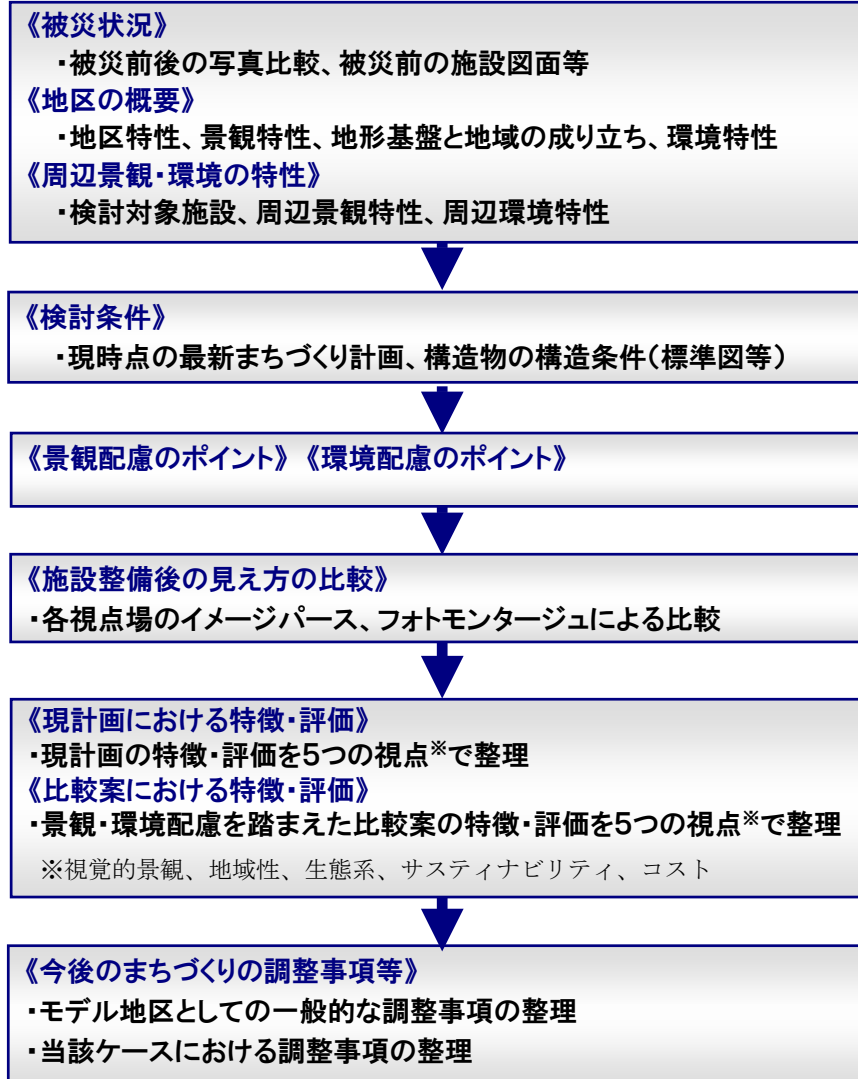 《被災状況》
・被災前後の写真比較、被災前の施設図面等
《地区の概要》
・地区特性、景観特性、地形基盤と地域の成り立ち、環境特性
《周辺景観・環境の特性》
・検討対象施設、周辺景観特性、周辺環境特性
《検討条件》
・現時点の最新まちづくり計画、構造物の構造条件（標準図等）
《景観配慮のポイント》 《環境配慮のポイント》
《施設整備後の見え方の比較》
・各視点場のイメージパース、フォトモンタージュによる比較
《現計画における特徴・評価》
・現計画の特徴・評価を5つの視点※で整理
《比較案における特徴・評価》
・景観・環境配慮を踏まえた比較案の特徴・評価を5つの視点※で整理
※視覚的景観、地域性、生態系、サスティナビリティ、コスト
《今後のまちづくりの調整事項等》
・モデル地区としての一般的な調整事項の整理
・当該ケースにおける調整事項の整理